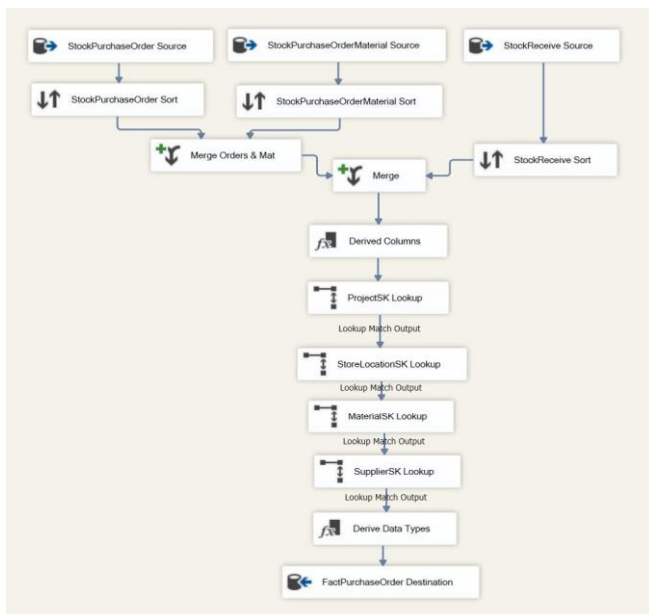 StockPurchaseOrder Source
StockPurchaseOrderMaterial Source
StockReceive Source
StockPurchaseOrder Sort
StockPurchaseOrderMaterial Sort
Merge Orders & Mat
Merge
StockReceive Sort
fx Derived Columns
ProjectSK Lookup
Lookup Match Output
StoreLocationSK Lookup
Lookup Match Output
MaterialSK Lookup
Lookup Match Output
SupplierSK Lookup
Lookup Match Output
fx Derive Data Types
FactPurchaseOrder Destination